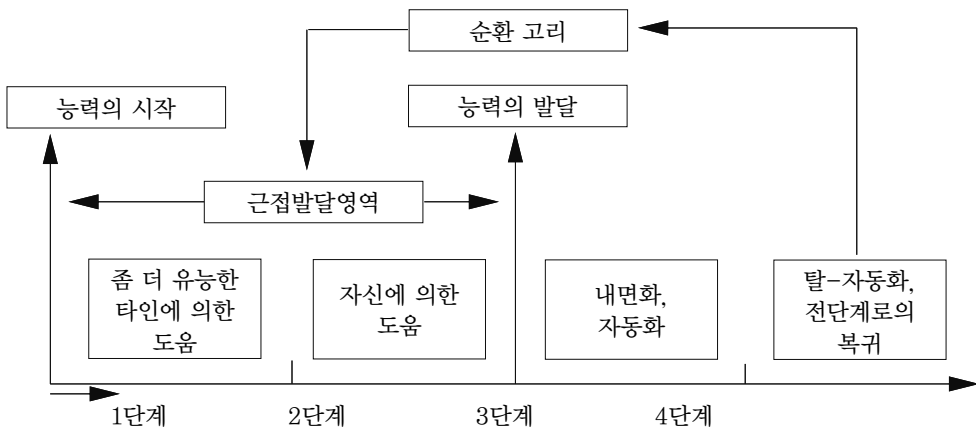 순환 고리
능력의 시작
능력의 발달
근접발달영역
좀 더 유능한
타인에 의한
도움
자신에 의한
도움
내면화,
자동화
탈-자동화,
전단계로의
복귀
1단계
2단계
3단계
4단계